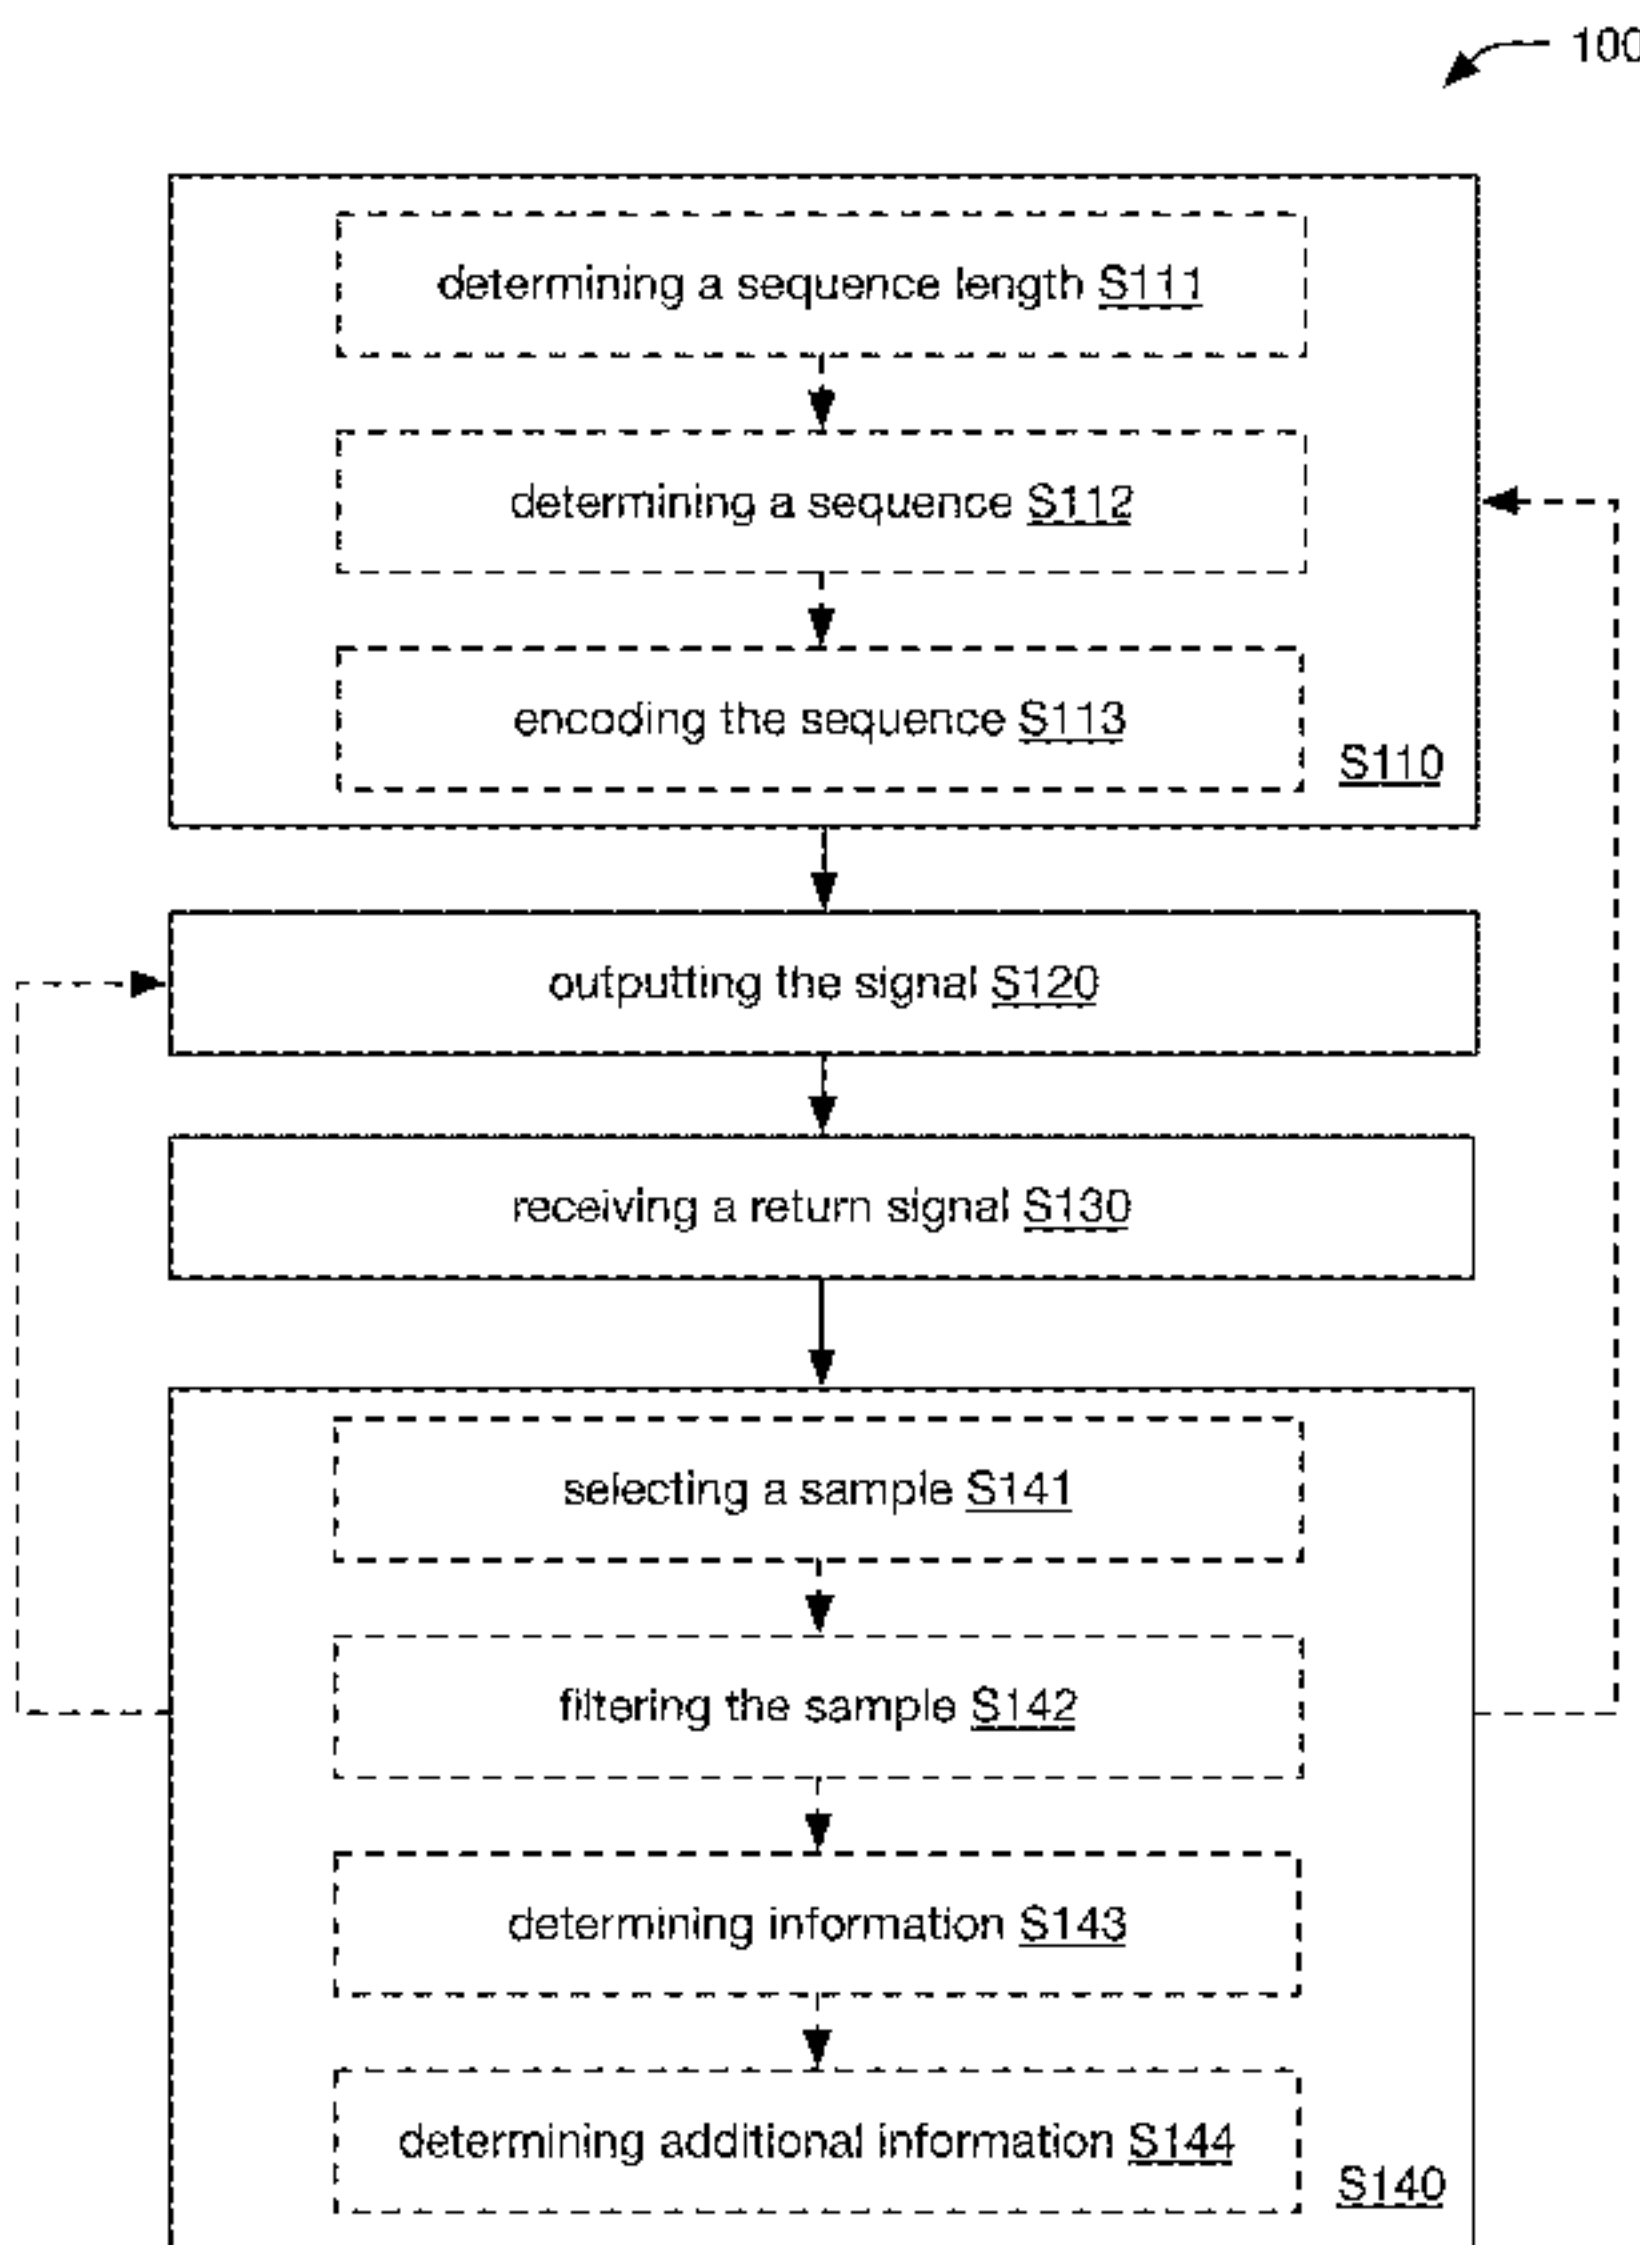 100
determining a sequence length S111
determining a sequence S112
encoding the sequence S113
S110
outputting the signal S120
receiving a return signal S130
selecting a sample S141
filtering the sample S142
determining information S143
determining additional information S144
S140